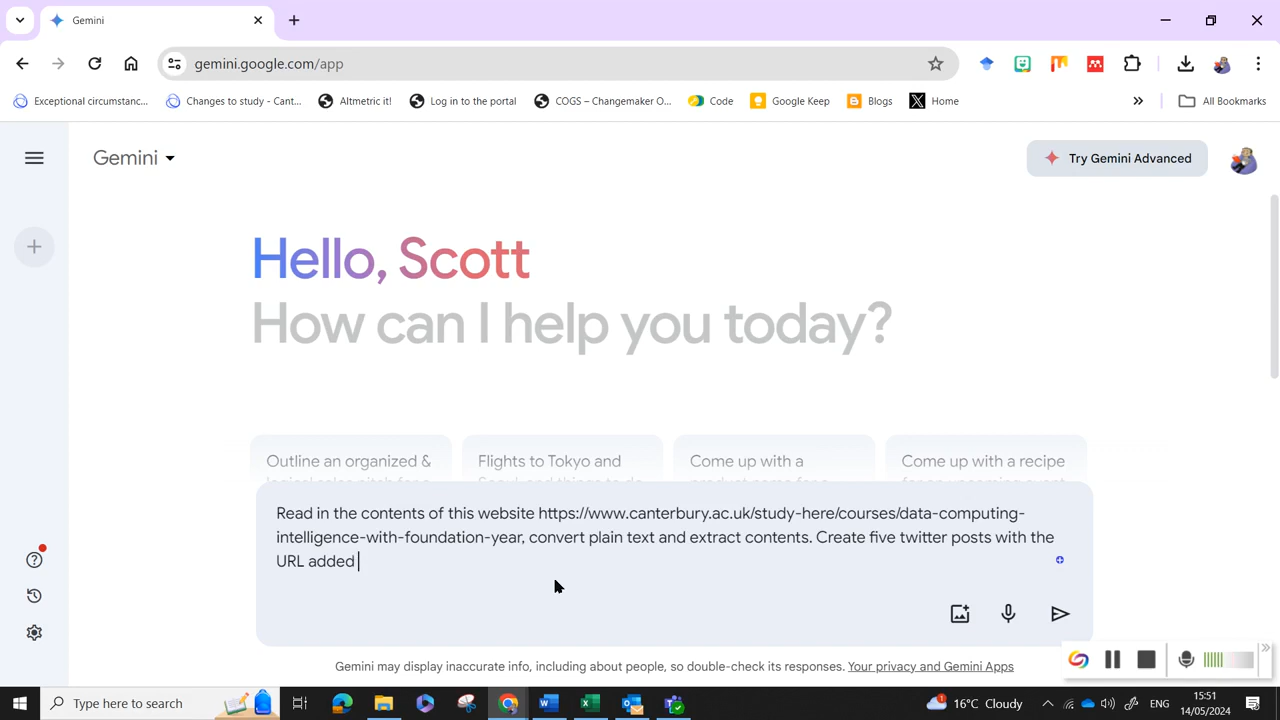 Gemini
gemini.google.com/app
Exceptional circumstanc...
Changes to study - Cant...
Altmetric it!
Log in to the portal
COGS – Changemaker O...
Code
Google Keep
Blogs
Home
All Bookmarks
Gemini
Try Gemini Advanced
Hello, Scott
How can I help you today?
Outline an organized &
Flights to Tokyo and
Come up with a
Come up with a recipe
Read in the contents of this website https://www.canterbury.ac.uk/study-here/courses/data-computing-
intelligence-with-foundation-year, convert plain text and extract contents. Create five twitter posts with the
URL added
Gemini may display inaccurate info, including about people, so double-check its responses. Your privacy and Gemini Apps
Type here to search
1
16°C Cloudy
ENG
15:51
14/05/2024